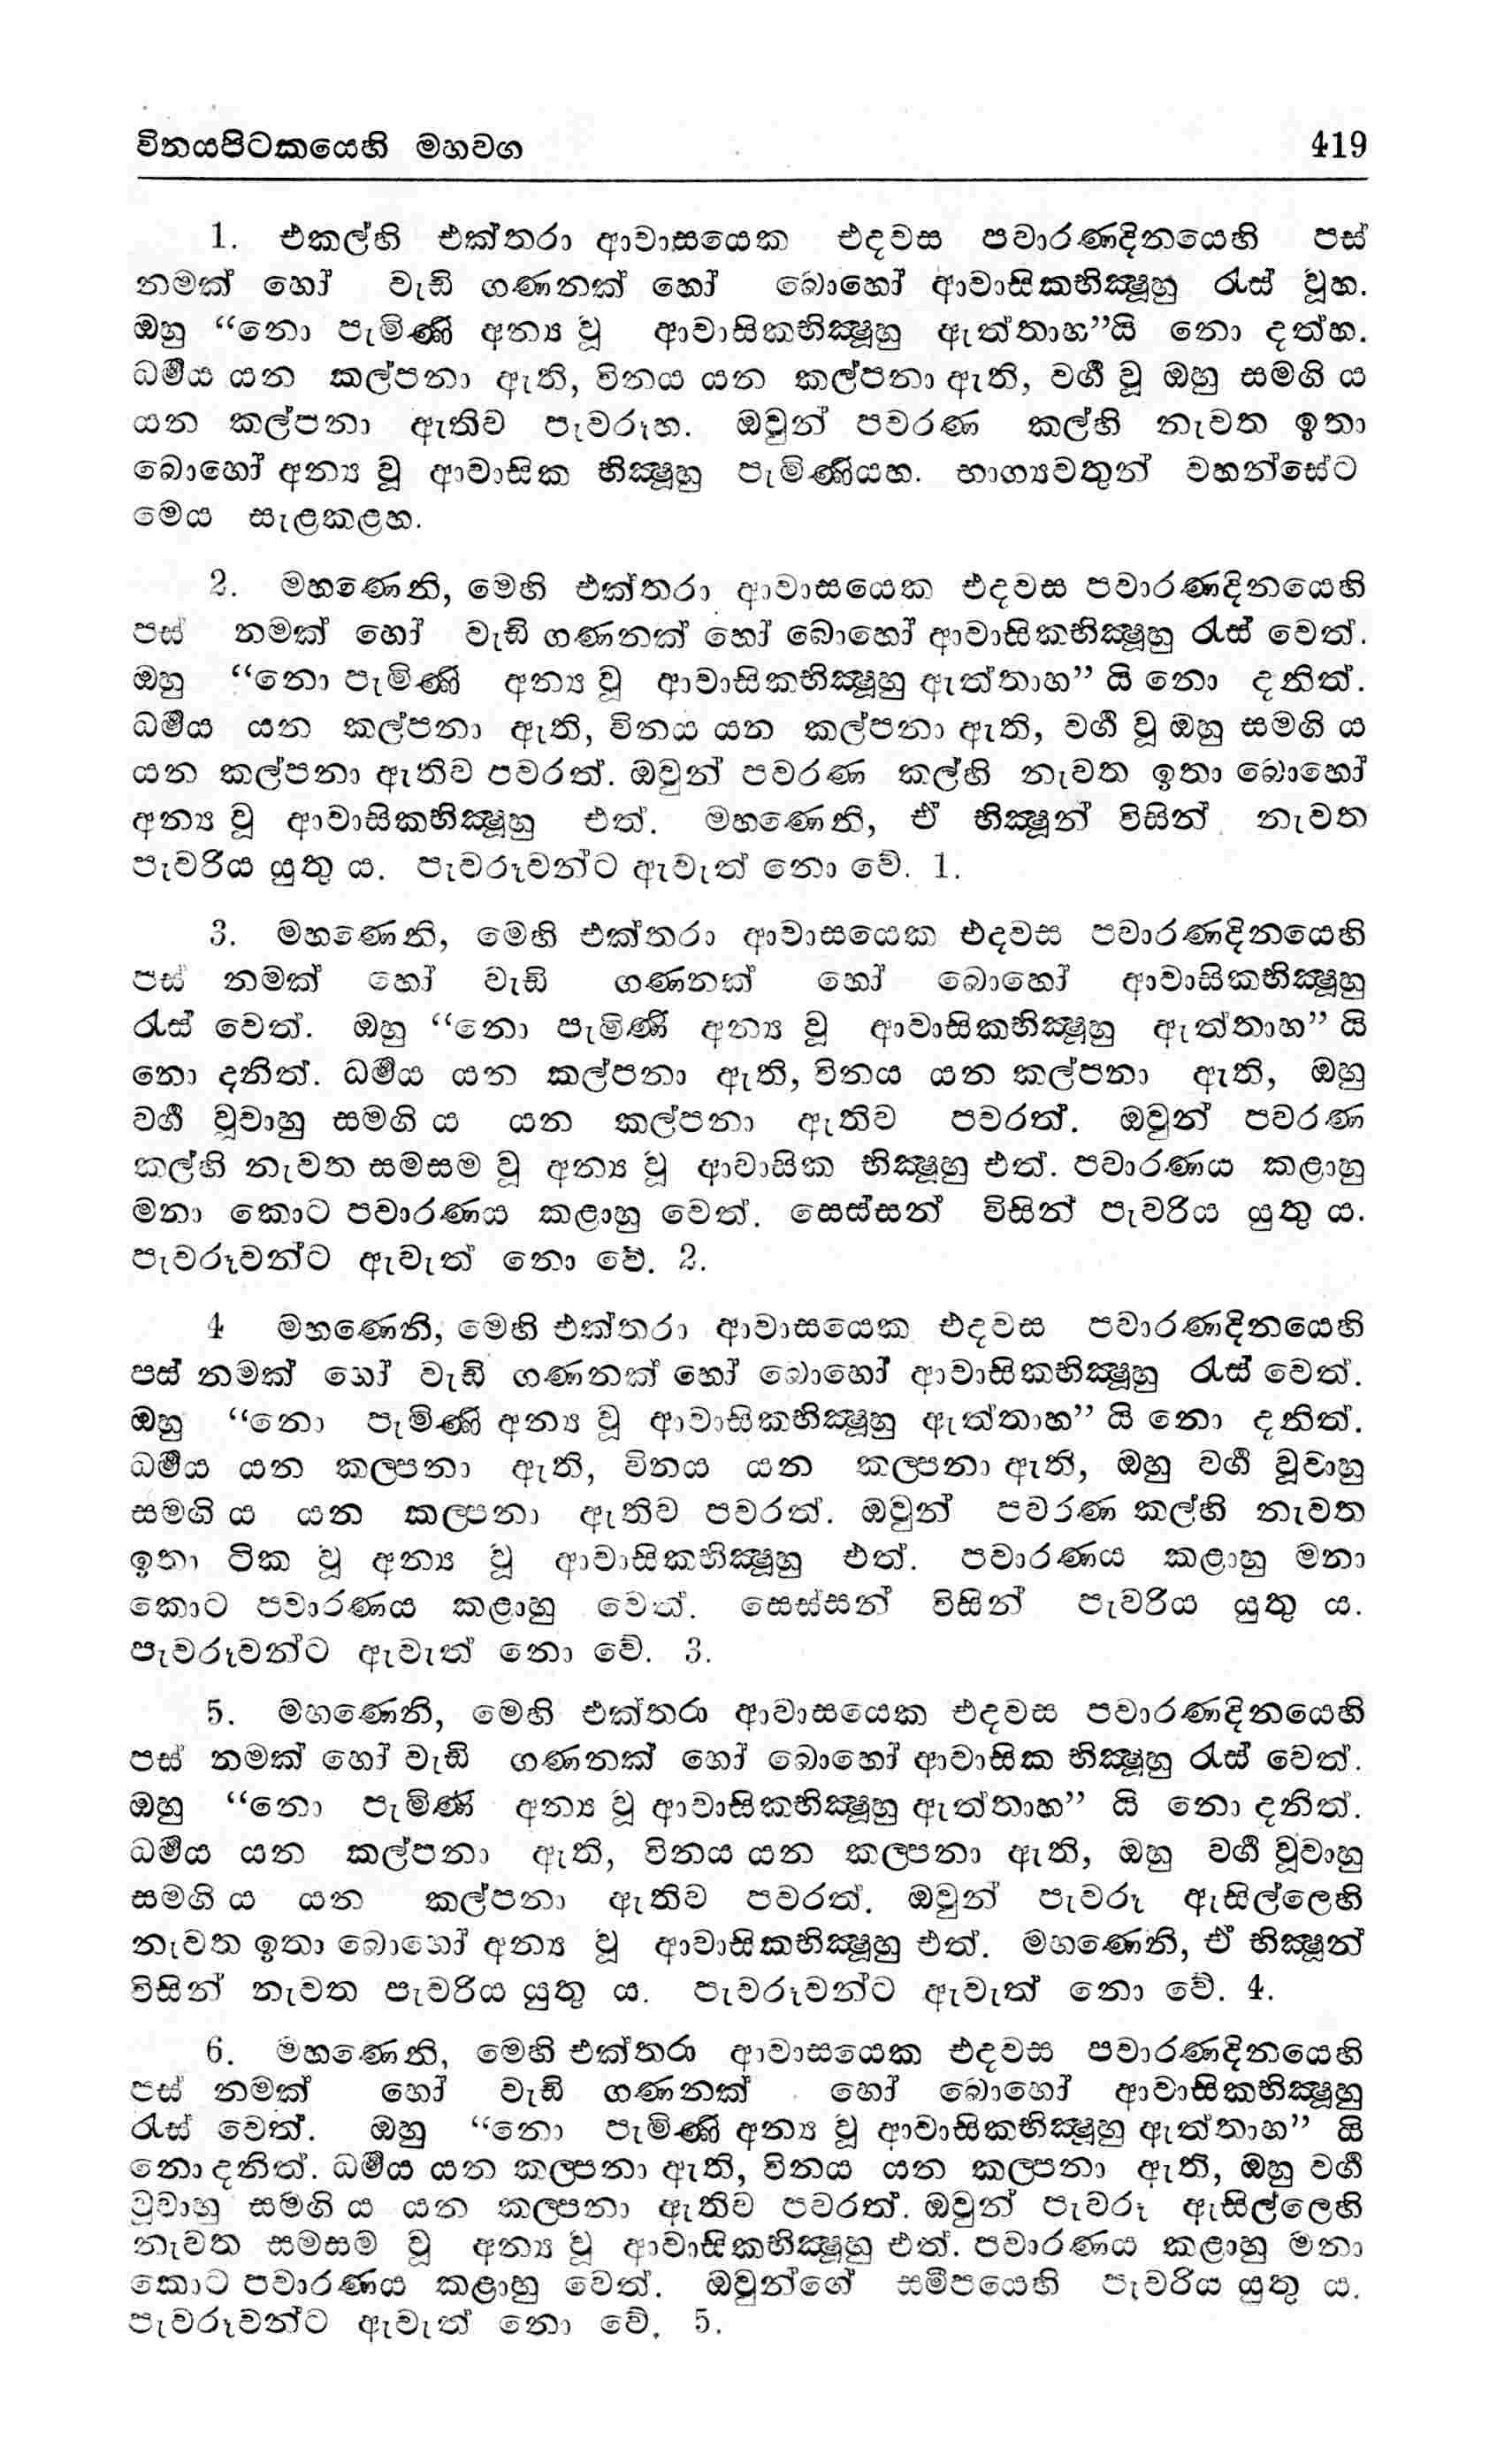 විනයපිටකයෙහි මහවග 419
1. එකල්හි එක්තරා ආවාසයෙක එදවස පවාරණදිනයෙහි පස්
නමක් හෝ වැඩි ගණනක් හෝ බොහෝ ආවාසිකභික්‍ෂූහු රැස් වූහ.
ඔහු “නො පැමිණි අන්‍ය වූ ආවාසිකභික්‍ෂූහු ඇත්තාහ”යි නො දත්හ.
ධර්‍මය යන කල්පනා ඇති, විනය යන කල්පනා ඇති, වර්‍ග වූ ඔහු සමගි ය
යන කල්පනා ඇතිව පැවරූහ. ඔවුන් පවරණ කල්හි නැවත ඉතා
බොහෝ අන්‍ය වූ ආවාසික භික්‍ෂූහු පැමිණියහ. භාග්‍යවතුන් වහන්සේට
මෙය සැළකළහ.
2. මහණෙනි, මෙහි එක්තරා ආවාසයෙක එදවස පවාරණදිනයෙහි
පස් නමක් හෝ වැඩි ගණනක් හෝ බොහෝ ආවාසිකභික්‍ෂූහු රැස් වෙත්.
ඔහු “නො පැමිණි අන්‍ය වූ ආවාසිකභික්‍ෂූහු ඇත්තාහ” යි නො දනිත්.
ධර්‍මය යන කල්පනා ඇති, විනය යන කල්පනා ඇති, වර්‍ග වූ ඔහු සමගි ය
යන කල්පනා ඇතිව පවරත්. ඔවුන් පවරණ කල්හි නැවත ඉතා බොහෝ
අන්‍ය වූ ආවාසිකභික්‍ෂූහු එත්. මහණෙනි, ඒ භික්‍ෂූන් විසින් නැවත
පැවරිය යුතු ය. පැවරූවන්ට ඇවැත් නො වේ. 1.
3. මහණෙනි, මෙහි එක්තරා ආවාසයෙක එදවස පවාරණදිනයෙහි
පස් නමක් හෝ වැඩි ගණනක් හෝ බොහෝ ආවාසිකභික්‍ෂූහු
රැස් වෙත්. ඔහු “නො පැමිණි අන්‍ය වූ ආවාසිකභික්‍ෂූහු ඇත්තාහ” යි
නො දනිත්. ධර්‍මය යන කල්පනා ඇති, විනය යන කල්පනා ඇති, ඔහු
වර්‍ග වූවාහු සමගි ය යන කල්පනා ඇතිව පවරත්. ඔවුන් පවරණ
කල්හි නැවත සමසම වූ අන්‍ය වූ ආවාසික භික්‍ෂූහු එත්. පවාරණය කළාහු
මනා කොට පවාරණය කළාහු වෙත්. සෙස්සන් විසින් පැවරිය යුතු ය.
පැවරූවන්ට ඇවැත් නො වේ. 2.
4 මහණෙනි, මෙහි එක්තරා ආවාසයෙක එදවස පවාරණදිනයෙහි
පස් නමක් හෝ වැඩි ගණනක් හෝ බොහෝ ආවාසිකභික්‍ෂූහු රැස් වෙත්.
ඔහු “නො පැමිණි අන්‍ය වූ ආවාසිකභික්‍ෂූහු ඇත්තාහ” යි නො දනිත්.
ධර්‍මය යන කල්‍පනා ඇති, විනය යන කල්‍පනා ඇති, ඔහු වර්‍ග වූවාහු
සමගි ය යන කල්‍පනා ඇතිව පවරත්. ඔවුන් පවරණ කල්හි නැවත
ඉතා ටික වූ අන්‍ය වූ ආවාසිකභික්‍ෂූහු එත්. පවාරණය කළාහු මනා
කොට පවාරණය කළාහු වෙත්. සෙස්සන් විසින් පැවරිය යුතු ය.
පැවරූවන්ට ඇවැත් නො වේ. 3.
5. මහණෙනි, මෙහි එක්තරා ආවාසයෙක එදවස පවාරණදිනයෙහි
පස් නමක් හෝ වැඩි ගණනක් හෝ බොහෝ ආවාසික භික්‍ෂූහු රැස් වෙත්.
ඔහු “නො පැමිණි අන්‍ය වූ ආවාසිකභික්‍ෂූහු ඇත්තාහ” යි නො දනිත්.
ධර්‍මය යන කල්පනා ඇති, විනය යන කල්‍පනා ඇති, ඔහු වර්‍ග වූවාහු
සමගි ය යන කල්පනා ඇතිව පවරත්. ඔවුන් පැවරූ ඇසිල්ලෙහි
නැවත ඉතා බොහෝ අන්‍ය වූ ආවාසිකභික්‍ෂූහු එත්. මහණෙනි, ඒ භික්‍ෂූන්
විසින් නැවත පැවරිය යුතු ය. පැවරූවන්ට ඇවැත් නො වේ. 4.
6. මහණෙනි, මෙහි එක්තරා ආවාසයෙක එදවස පවාරණදිනයෙහි
පස් නමක් හෝ වැඩි ගණනක් හෝ බොහෝ ආවාසිකභික්‍ෂූහු
රැස් වෙත්. ඔහු “නො පැමිණි අන්‍ය වූ ආවාසිකභික්‍ෂූහු ඇත්තාහ” යි
නො දනිත්. ධර්‍මය යන කල්‍පනා ඇති, විනය යන කල්‍පනා ඇති, ඔහු වර්‍ග
වූවාහු සමගි ය යන කල්‍පනා ඇතිව පවරත්. ඔවුන් පැවරූ ඇසිල්ලෙහි
නැවත සමසම වූ අන්‍ය වූ ආවාසිකභික්‍ෂූහු එත්. පවාරණය කළාහු මනා
කොට පවාරණය කළාහු වෙත්. ඔවුන්ගේ සමීපයෙහි පැවරිය යුතු ය.
පැවරූවන්ට ඇවැත් නො වේ. 5.